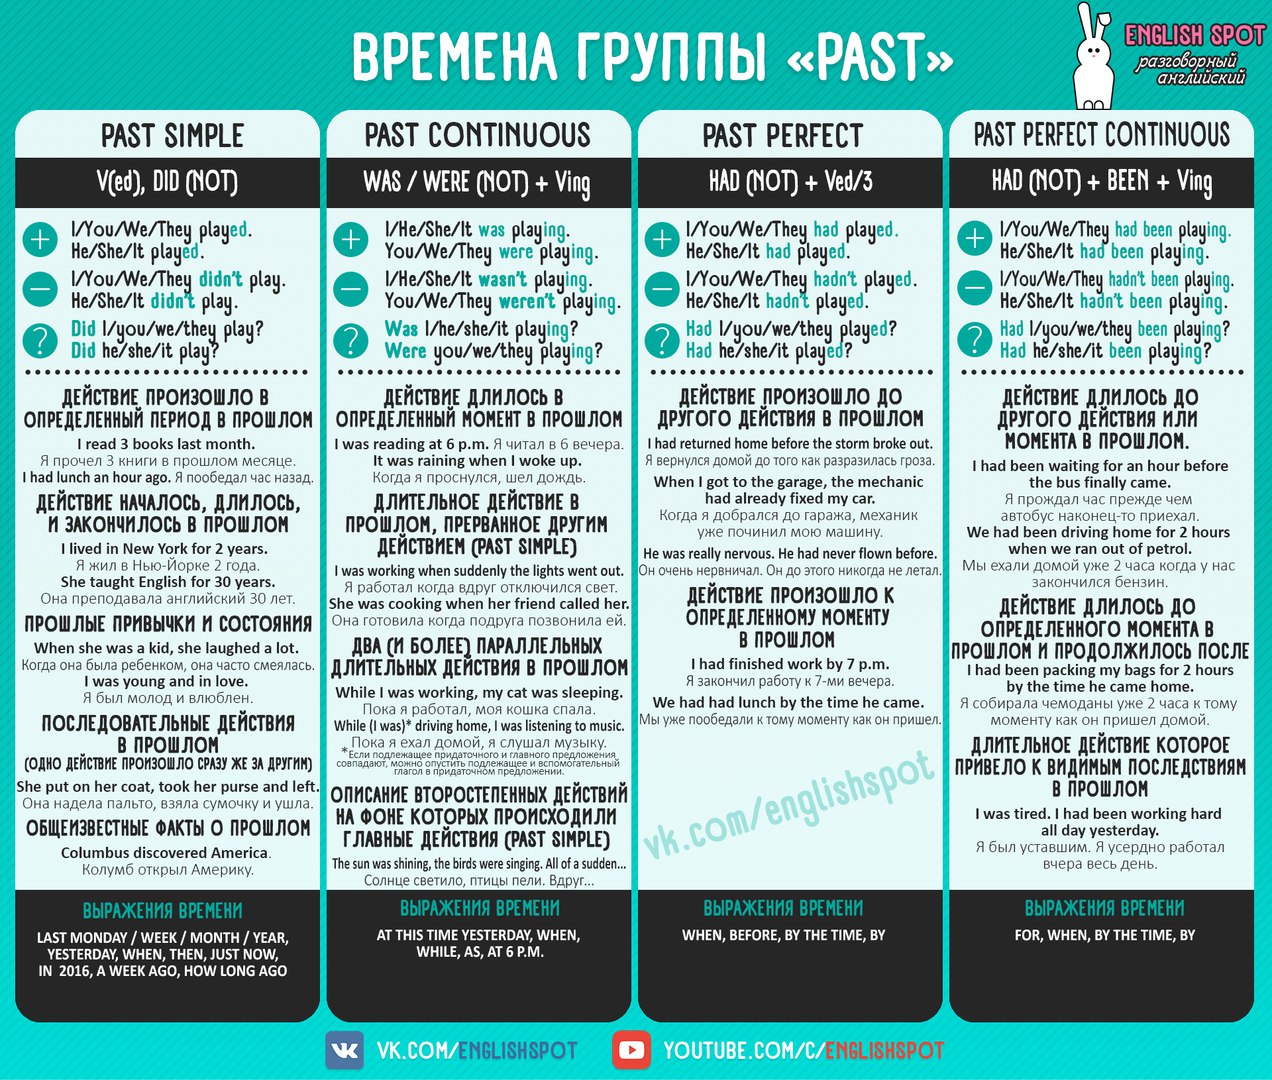 ВРЕМЕНА ГРУППЫ «PAST»
ENGLISH SPOT
разговорный
английский
PAST SIMPLE
V(ed), DID (NOT)
+ I/You/We/They played.
He/She/It played.
− I/You/We/They didn't play.
He/She/It didn't play.
? Did I/you/we/they play?
Did he/she/it play?
ДЕЙСТВИЕ ПРОИЗОШЛО В
ОПРЕДЕЛЕННЫЙ ПЕРИОД В ПРОШЛОМ
I read 3 books last month.
Я прочел 3 книги в прошлом месяце.
I had lunch an hour ago. Я пообедал час назад.
ДЕЙСТВИЕ НАЧАЛОСЬ, ДЛИЛОСЬ,
И ЗАКОНЧИЛОСЬ В ПРОШЛОМ
I lived in New York for 2 years.
Я жил в Нью-Йорке 2 года.
She taught English for 30 years.
Она преподавала английский 30 лет.
ПРОШЛЫЕ ПРИВЫЧКИ И СОСТОЯНИЯ
When she was a kid, she laughed a lot.
Когда она была ребенком, она часто смеялась.
I was young and in love.
Я был молод и влюблен.
ПОСЛЕДОВАТЕЛЬНЫЕ ДЕЙСТВИЯ
В ПРОШЛОМ
(ОДНО ДЕЙСТВИЕ ПРОИЗОШЛО СРАЗУ ЖЕ ЗА ДРУГИМ)
She put on her coat, took her purse and left.
Она надела пальто, взяла сумочку и ушла.
ОБЩЕИЗВЕСТНЫЕ ФАКТЫ О ПРОШЛОМ
Columbus discovered America.
Колумб открыл Америку.
ВЫРАЖЕНИЯ ВРЕМЕНИ
LAST MONDAY / WEEK / MONTH / YEAR,
YESTERDAY, WHEN, THEN, JUST NOW,
IN 2016, A WEEK AGO, HOW LONG AGO
PAST CONTINUOUS
WAS / WERE (NOT) + Ving
+ I/He/She/It was playing.
You/We/They were playing.
− I/He/She/It wasn't playing.
You/We/They weren't playing.
? Was I/he/she/it playing?
Were you/we/they playing?
ДЕЙСТВИЕ ДЛИЛОСЬ В
ОПРЕДЕЛЕННЫЙ МОМЕНТ В ПРОШЛОМ
I was reading at 6 p.m. Я читал в 6 вечера.
It was raining when I woke up.
Когда я проснулся, шел дождь.
ДЛИТЕЛЬНОЕ ДЕЙСТВИЕ В
ПРОШЛОМ, ПРЕРВАННОЕ ДРУГИМ
ДЕЙСТВИЕМ (PAST SIMPLE)
I was working when suddenly the lights went out.
Я работал когда вдруг отключился свет.
She was cooking when her friend called her.
Она готовила когда подруга позвонила ей.
ДВА (И БОЛЕЕ) ПАРАЛЛЕЛЬНЫХ
ДЛИТЕЛЬНЫХ ДЕЙСТВИЯ В ПРОШЛОМ
While I was working, my cat was sleeping.
Пока я работал, моя кошка спала.
While (I was)* driving home, I was listening to music.
Пока я ехал домой, я слушал музыку.
*Если подлежащее придаточного и главного предложения
совпадают, можно опустить подлежащее и вспомогательный
глагол в придаточном предложении.
ОПИСАНИЕ ВТОРОСТЕПЕННЫХ ДЕЙСТВИЙ
НА ФОНЕ КОТОРЫХ ПРОИСХОДИЛИ
ГЛАВНЫЕ ДЕЙСТВИЯ (PAST SIMPLE)
The sun was shining, the birds were singing. All of a sudden...
Солнце светило, птицы пели. Вдруг...
ВЫРАЖЕНИЯ ВРЕМЕНИ
AT THIS TIME YESTERDAY, WHEN,
WHILE, AS, AT 6 P.M.
PAST PERFECT
HAD (NOT) + Ved/3
+ I/You/We/They had played.
He/She/It had played.
− I/You/We/They hadn't played.
He/She/It hadn't played.
? Had I/you/we/they played?
Had he/she/it played?
ДЕЙСТВИЕ ПРОИЗОШЛО ДО
ДРУГОГО ДЕЙСТВИЯ В ПРОШЛОМ
I had returned home before the storm broke out.
Я вернулся домой до того как разразилась гроза.
When I got to the garage, the mechanic
had already fixed my car.
Когда я добрался до гаража, механик
уже починил мою машину.
He was really nervous. He had never flown before.
Он очень нервничал. Он до этого никогда не летал.
ДЕЙСТВИЕ ПРОИЗОШЛО К
ОПРЕДЕЛЕННОМУ МОМЕНТУ
В ПРОШЛОМ
I had finished work by 7 p.m.
Я закончил работу к 7-ми вечера.
We had had lunch by the time he came.
Мы уже пообедали к тому моменту как он пришел.
vk.com/englishspot
ВЫРАЖЕНИЯ ВРЕМЕНИ
WHEN, BEFORE, BY THE TIME, BY
PAST PERFECT CONTINUOUS
HAD (NOT) + BEEN + Ving
+ I/You/We/They had been playing.
He/She/It had been playing.
− I/You/We/They hadn't been playing.
He/She/It hadn't been playing.
? Had I/you/we/they been playing?
Had he/she/it been playing?
ДЕЙСТВИЕ ДЛИЛОСЬ ДО
ДРУГОГО ДЕЙСТВИЯ ИЛИ
МОМЕНТА В ПРОШЛОМ.
I had been waiting for an hour before
the bus finally came.
Я прождал час прежде чем
автобус наконец-то приехал.
We had been driving home for 2 hours
when we ran out of petrol.
Мы ехали домой уже 2 часа когда у нас
закончился бензин.
ДЕЙСТВИЕ ДЛИЛОСЬ ДО
ОПРЕДЕЛЕННОГО МОМЕНТА В
ПРОШЛОМ И ПРОДОЛЖИЛОСЬ ПОСЛЕ
I had been packing my bags for 2 hours
by the time he came home.
Я собирала чемоданы уже 2 часа к тому
моменту как он пришел домой.
ДЛИТЕЛЬНОЕ ДЕЙСТВИЕ КОТОРОЕ
ПРИВЕЛО К ВИДИМЫМ ПОСЛЕДСТВИЯМ
В ПРОШЛОМ
I was tired. I had been working hard
all day yesterday.
Я был уставшим. Я усердно работал
вчера весь день.
ВЫРАЖЕНИЯ ВРЕМЕНИ
FOR, WHEN, BY THE TIME, BY
VK.COM/ENGLISHSPOT
YOUTUBE.COM/C/ENGLISHSPOT